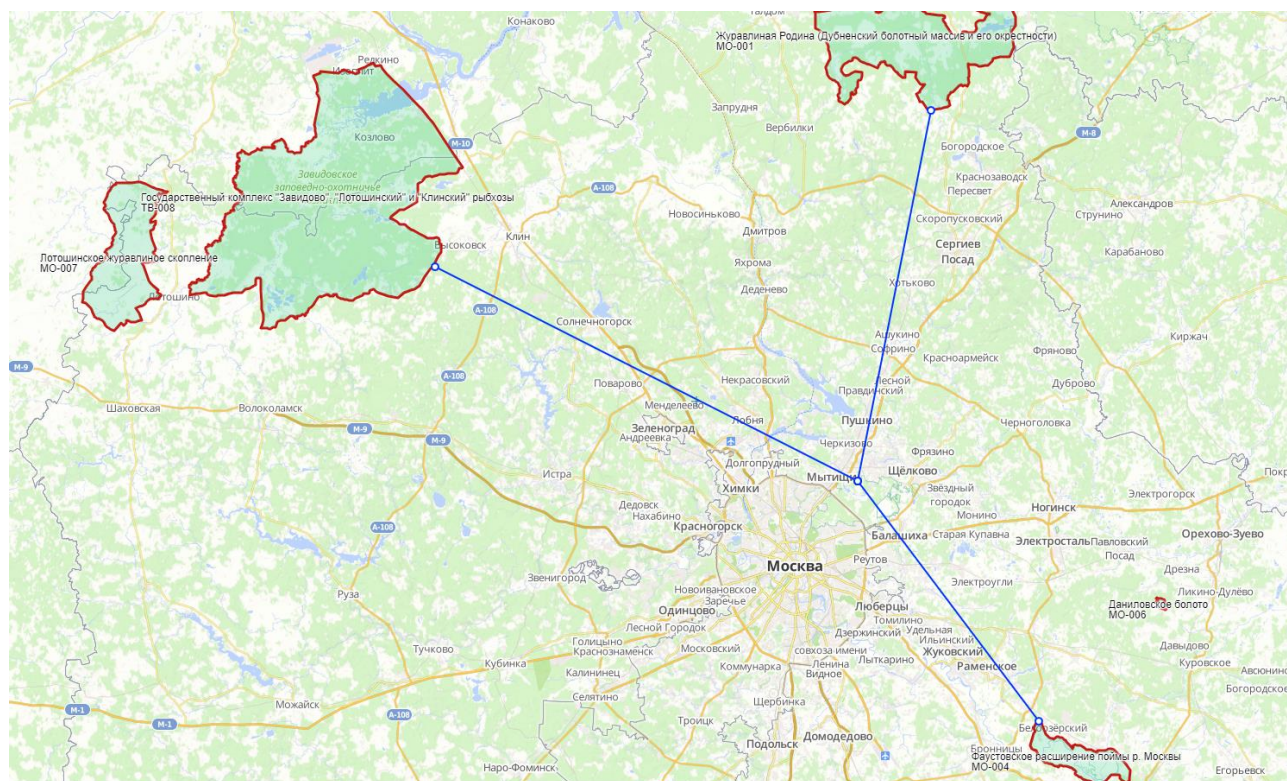 Конаково
Талдом
Журавлиная Родина (Дубненский болотный массив и его окрестности)
МО-001
Редкино
Запрудня
Вербилки
М-8
Козлово
М-10
Богородское
Завидовское
заповедно-охотничье
А-108
Краснозаводск
Пересвет
Государственный комплекс "Завидово", "Лотошинский" и "Клинский" рыбхозы
ТВ-008
Новосиньково
Скоропусковский
Александров
Струнино
Дмитров
Клин
Высоковск
Сергиев
Посад
Карабаново
Лотошинское журавлиное скопление
МО-007
Яхрома
Хотьково
Деденево
Лотошино
А-108
Солнечногорск
Ашукино
Софрино
Киржач
Фряново
Красноармейск
М-9
А-108
Поварово
Некрасовский
Лесной
Правдинский
Дуброво
Шаховская
Волоколамск
Менделеево
Лобня
Пушкино
Черноголовка
М-9
М-9
Зеленоград
Андреевка
Черкизово
Фрязино
Долгопрудный
Мытищи
Щёлково
Истра
Химки
Звёздный
городок
Электрогорск
Дедовск
Нахабино
Монино
Ногинск
А-108
Красногорск
Балашиха
Старая Купавна
Электросталь
Павловский
Посад
Орехово-Зуево
Москва
Реутов
Дрезна
Звенигород
Электроугли
Руза
Новоивановское
Заречье
Ликино-Дулёво
Одинцово
Люберцы
Даниловское болото
МО-006
Томилино
Лесной Городок
Дзержинский
Удельная
Ильинский
Голицыно
Краснознаменск
Тучково
Московский
совхоза имени
Ленина
Лыткарино
Жуковский
Давыдово
Кубинка
Коммунарка
Видное
Раменское
Куровское
Калининец
Авсюнино
Селятино
Щербинка
Богородское
М-1
М-1
Можайск
А-108
Троицк
Домодедово
Подольск
Белоозёрский
Бронницы
Фаустовское расширение поймы р. Москвы
МО-004
Наро-Фоминск
Егорьевск